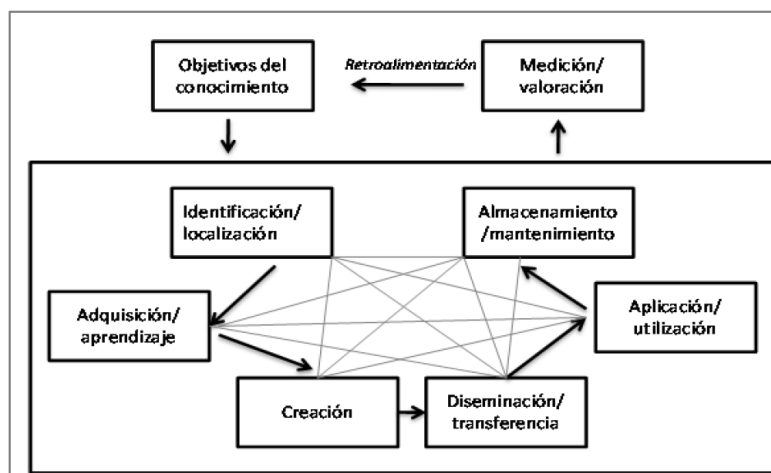 Objetivos del
conocimiento
Retroalimentación
Medición/
valoración
Identificación/
localización
Almacenamiento
/mantenimiento
Adquisición/
aprendizaje
Aplicación/
utilización
Creación
Diseminación/
transferencia